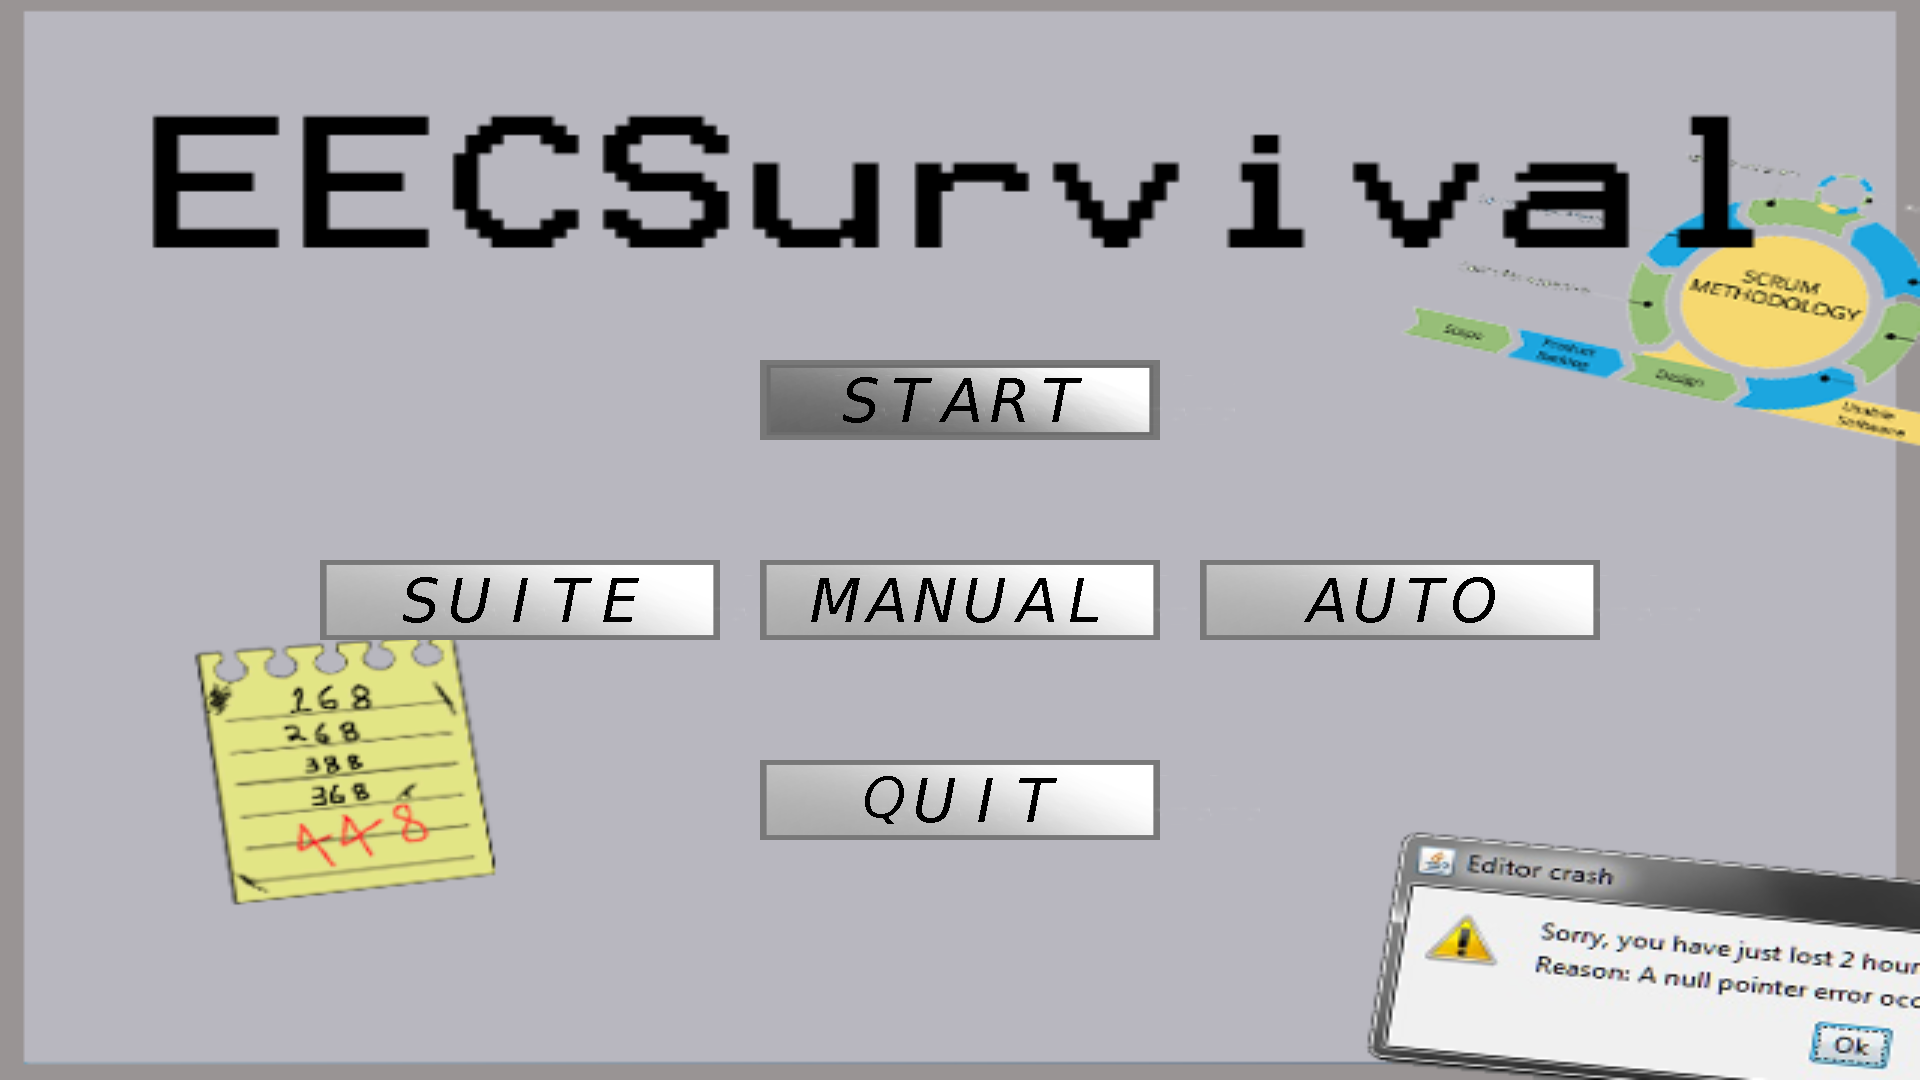 EECSurvival
SCRUM
METHODOLOGY
Scope
Product
Backlog
Design
Usable
Software
START
SUITE
MANUAL
AUTO
168
268
388
368
448
QUIT
Editor crash
Sorry, you have just lost 2 hour
Reason: A null pointer error occ
Ok